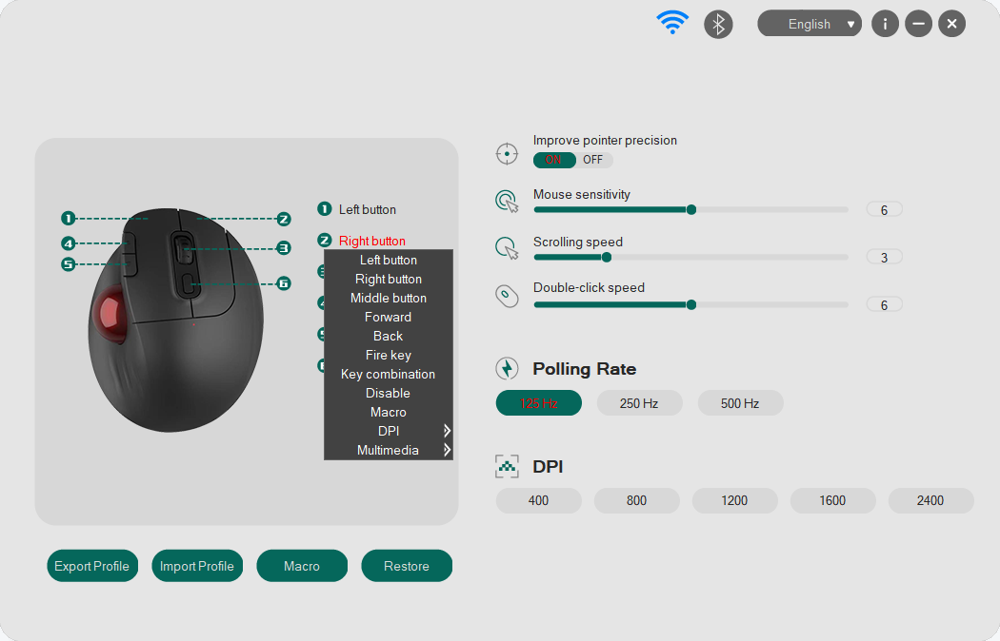 English
i
Improve pointer precision
ON OFF
Mouse sensitivity
6
Scrolling speed
3
Double-click speed
6
Polling Rate
125 Hz 250 Hz 500 Hz
DPI
400 800 1200 1600 2400
1
4
5
2
3
6
1 Left button
2 Right button
Left button
Right button
Middle button
Forward
Back
Fire key
Key combination
Disable
Macro
DPI
Multimedia
Export Profile Import Profile Macro Restore